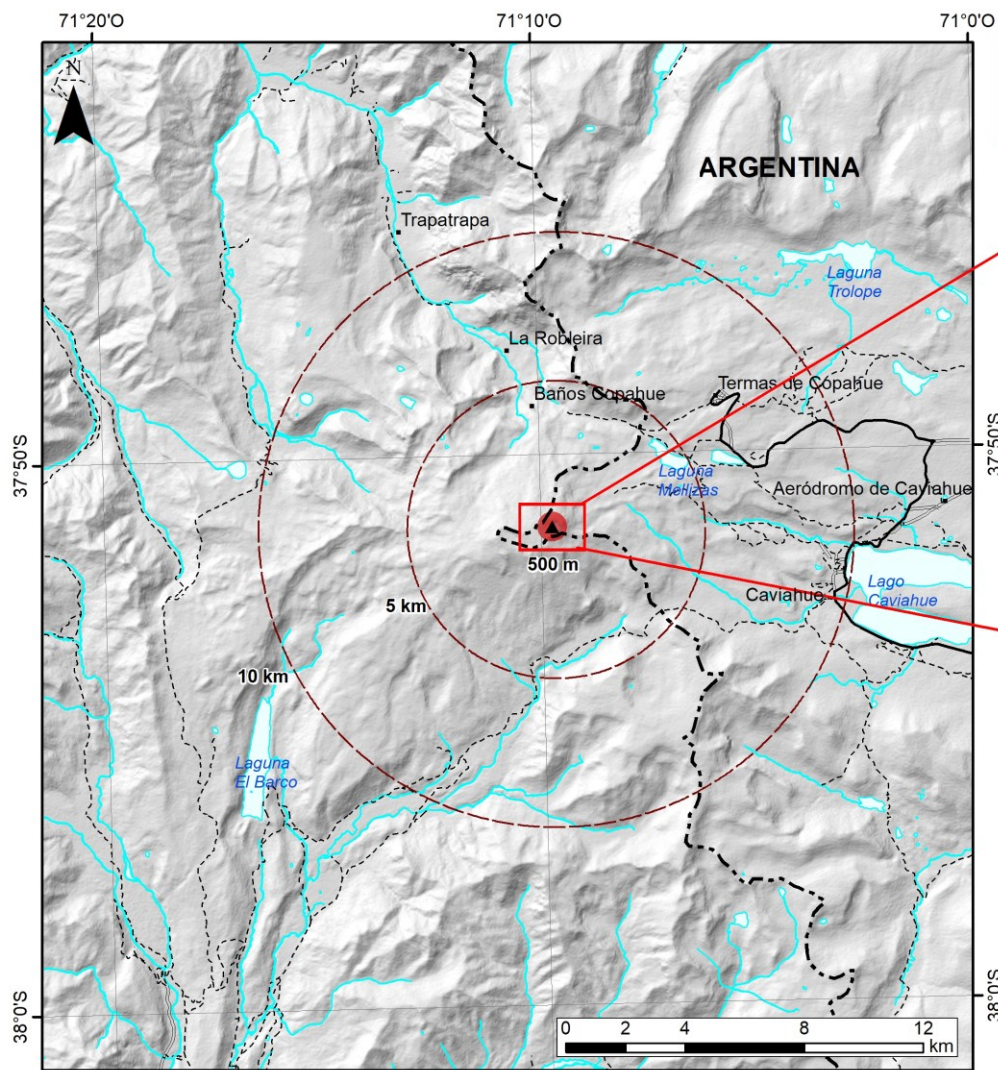 71°20'O
71°10'O
71°0'O
N
ARGENTINA
Trapatrapa
Laguna
Trolope
La Robleira
Termas de Copahue
Baños Copahue
37°50'S
37°50'S
Laguna
Mellizas
Aeródromo de Caviahue
500 m
Caviahue
Lago
Caviahue
5 km
10 km
Laguna
El Barco
38°0'S
38°0'S
0 2 4 8 12
km